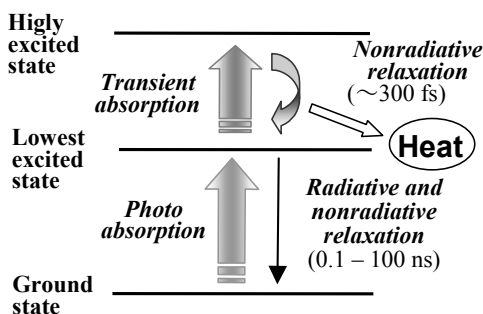 Higly
excited
state
Transient
absorption
Nonradiative
relaxation
(~300 fs)
Heat
Lowest
excited
state
Photo
absorption
Radiative and
nonradiative
relaxation
(0.1 – 100 ns)
Ground
state